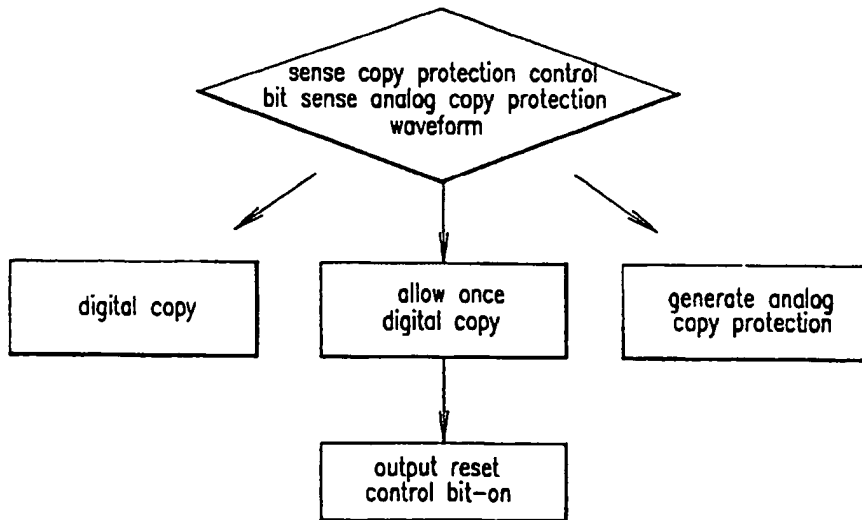 sense copy protection control
bit sense analog copy protection
waveform
digital copy
allow once
digital copy
generate analog
copy protection
output reset
control bit-on